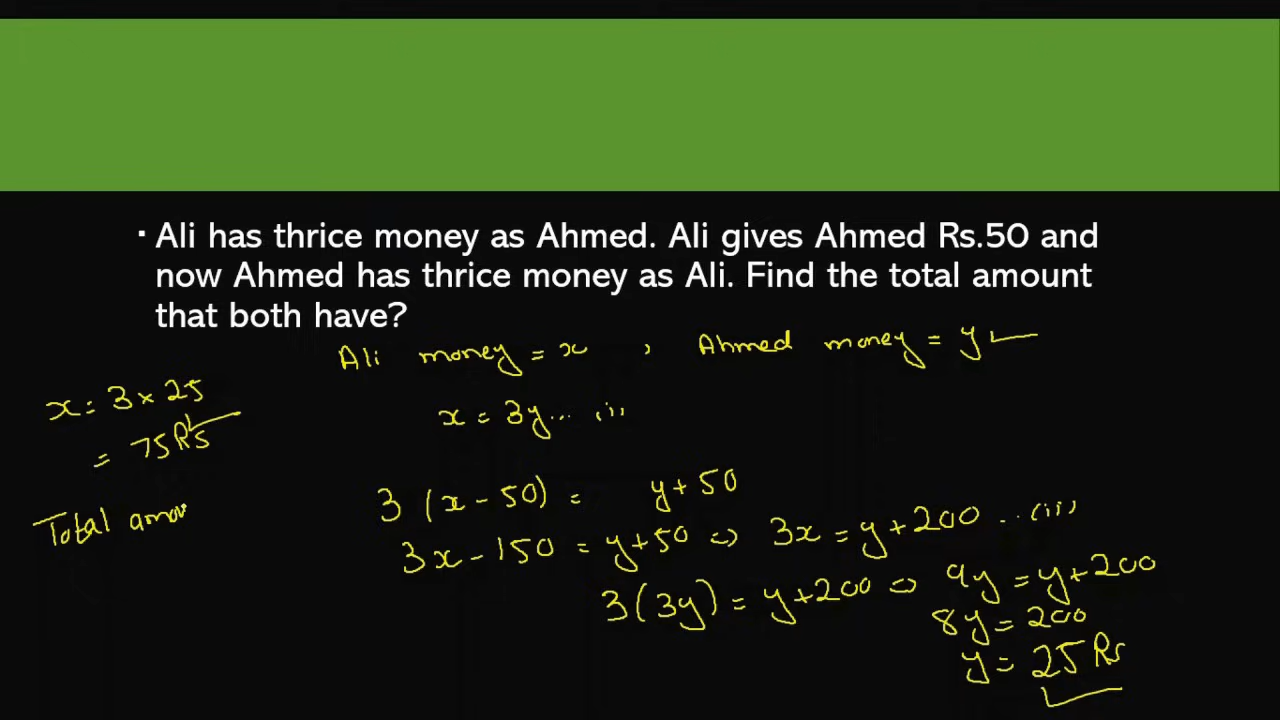 · Ali has thrice money as Ahmed. Ali gives Ahmed Rs.50 and
now Ahmed has thrice money as Ali. Find the total amount
that both have?
Ali money = x , Ahmed money = y
x = 3y... (i)
3 (x - 50) = y + 50
3x - 150 = y + 50 => 3x = y + 200 ... (ii)
3(3y) = y + 200 => 9y = y + 200
8y = 200
y = 25 Rs
x = 3 x 25
= 75 Rs
Total amou